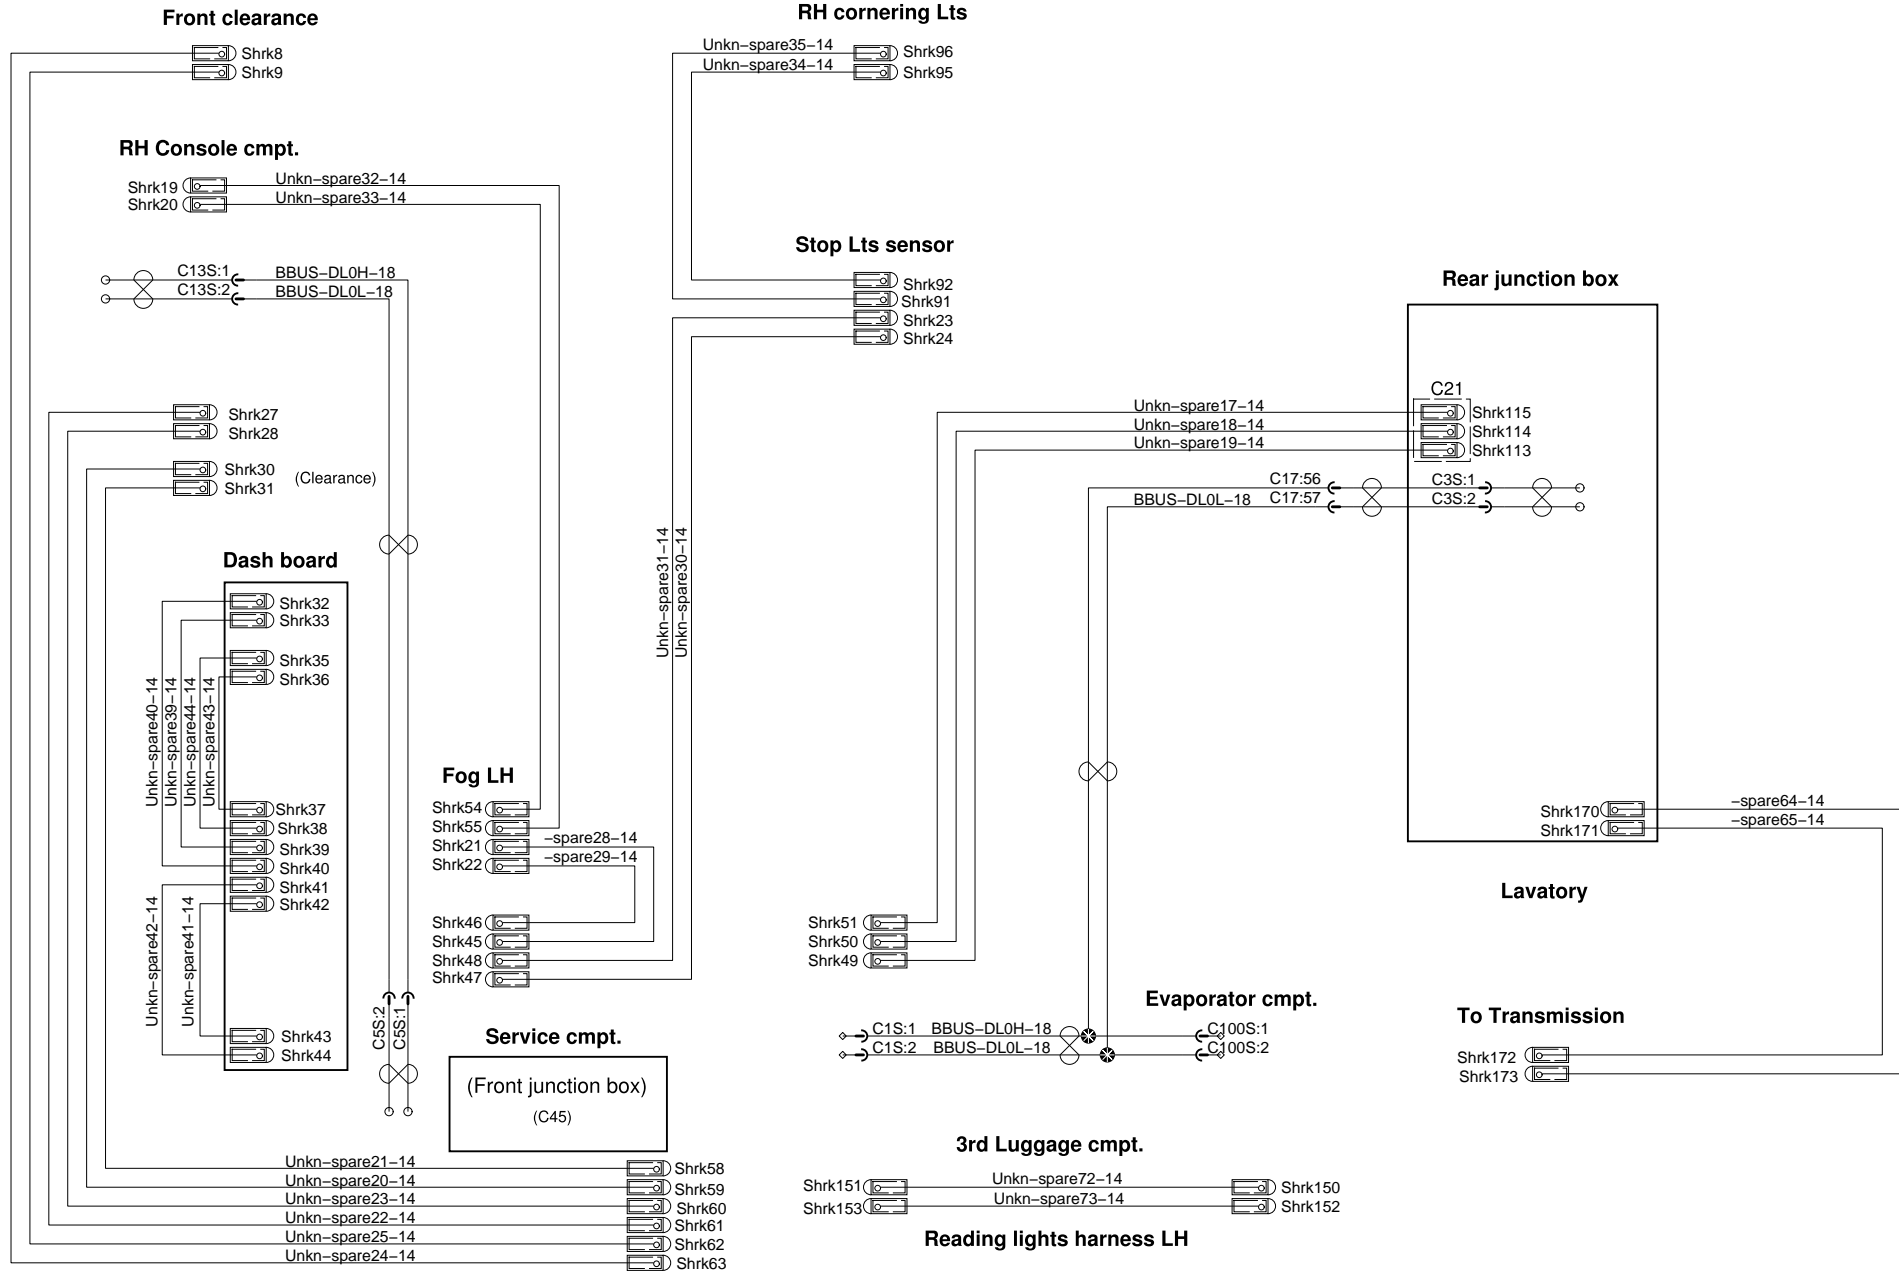 Front clearance
Shrk8
Shrk9
RH cornering Lts
Unkn−spare35−14
Shrk96
Unkn−spare34−14
Shrk95
RH Console cmpt.
Shrk19
Unkn−spare32−14
Shrk20
Unkn−spare33−14
C13S:1
BBUS−DL0H−18
C13S:2
BBUS−DL0L−18
Stop Lts sensor
Shrk92
Shrk91
Shrk23
Shrk24
Unkn−spare31−14
Unkn−spare30−14
Rear junction box
C21
Unkn−spare17−14
Shrk115
Unkn−spare18−14
Shrk114
Unkn−spare19−14
Shrk113
C17:56
C3S:1
BBUS−DL0L−18
C17:57
C3S:2
Shrk27
Shrk28
Shrk30
Shrk31
(Clearance)
Dash board
Shrk32
Shrk33
Shrk35
Shrk36
Unkn−spare40−14
Unkn−spare39−14
Unkn−spare44−14
Unkn−spare43−14
Shrk37
Shrk38
Shrk39
Shrk40
Shrk41
Shrk42
Unkn−spare42−14
Unkn−spare41−14
Shrk43
Shrk44
C5S:2
C5S:1
Fog LH
Shrk54
Shrk55
Shrk21
−spare28−14
Shrk22
−spare29−14
Shrk46
Shrk45
Shrk48
Shrk47
Shrk51
Shrk50
Shrk49
Shrk170
−spare64−14
Shrk171
−spare65−14
Lavatory
Evaporator cmpt.
C1S:1
BBUS−DL0H−18
C100S:1
C1S:2
BBUS−DL0L−18
C100S:2
To Transmission
Shrk172
Shrk173
Service cmpt.
(Front junction box)
(C45)
Unkn−spare21−14
Shrk58
Unkn−spare20−14
Shrk59
Unkn−spare23−14
Shrk60
Unkn−spare22−14
Shrk61
Unkn−spare25−14
Shrk62
Unkn−spare24−14
Shrk63
3rd Luggage cmpt.
Shrk151
Unkn−spare72−14
Shrk150
Shrk153
Unkn−spare73−14
Shrk152
Reading lights harness LH